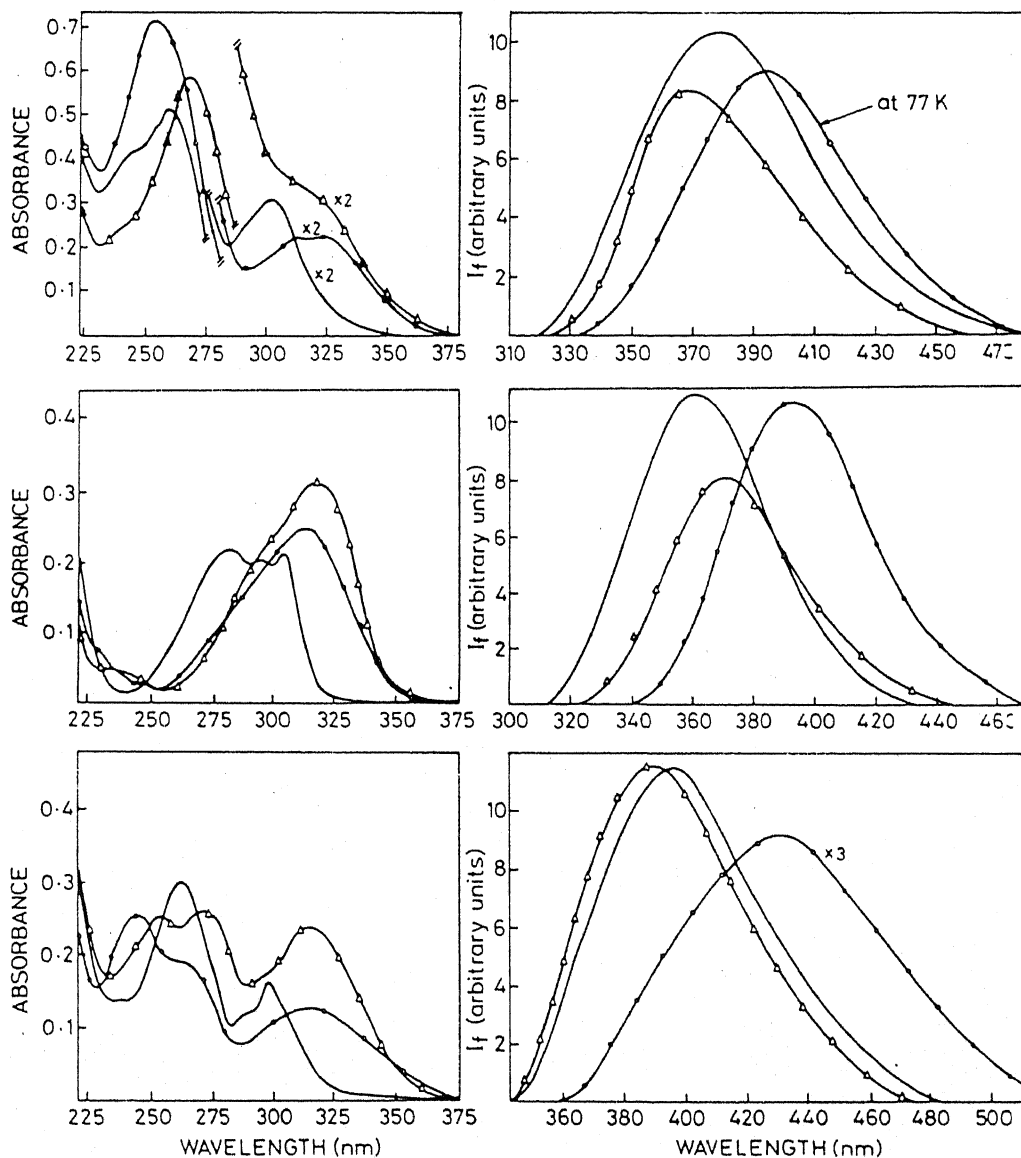 0.7
0.6
0.5
0.4
0.3
0.2
0.1
ABSORBANCE
×2
×2
×2
225 250 275 300 325 350 375
10
8
6
4
2
If (arbitrary units)
at 77 K
310 330 350 370 390 410 430 450
0.4
0.3
0.2
0.1
ABSORBANCE
225 250 275 300 325 350 375
10
8
6
4
2
If (arbitrary units)
300 320 340 360 380 400 420 440
0.4
0.3
0.2
0.1
ABSORBANCE
225 250 275 300 325 350 375
WAVELENGTH (nm)
10
8
6
4
2
If (arbitrary units)
×3
360 380 400 420 440 460 480 500
WAVELENGTH (nm)